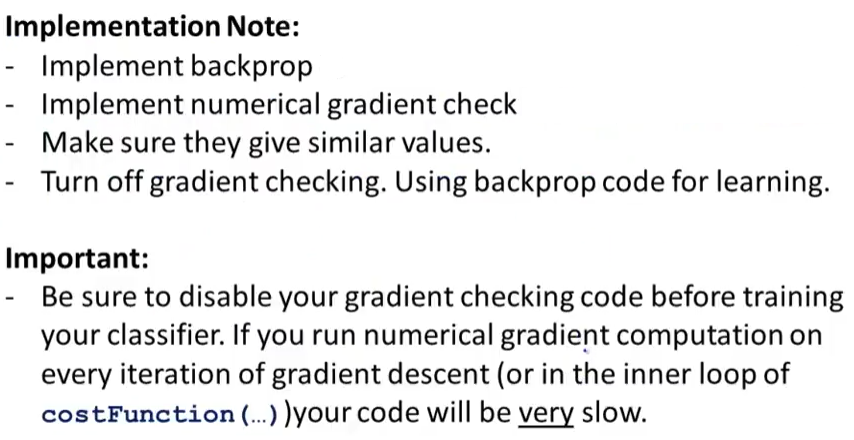 Implementation Note:
- Implement backprop
- Implement numerical gradient check
- Make sure they give similar values.
- Turn off gradient checking. Using backprop code for learning.
Important:
- Be sure to disable your gradient checking code before training
your classifier. If you run numerical gradient computation on
every iteration of gradient descent (or in the inner loop of
costFunction(…))your code will be very slow.